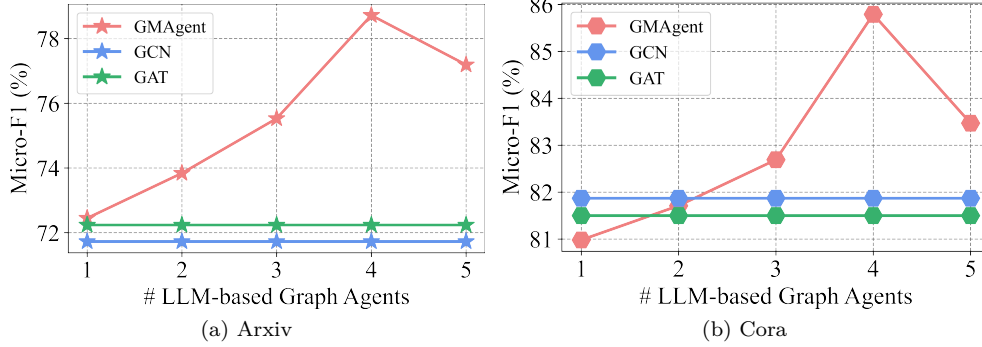 GMAgent
GCN
GAT
Micro-F1 (%)
78
76
74
72
1 2 3 4 5
# LLM-based Graph Agents
(a) Arxiv
GMAgent
GCN
GAT
Micro-F1 (%)
86
85
84
83
82
81
1 2 3 4 5
# LLM-based Graph Agents
(b) Cora